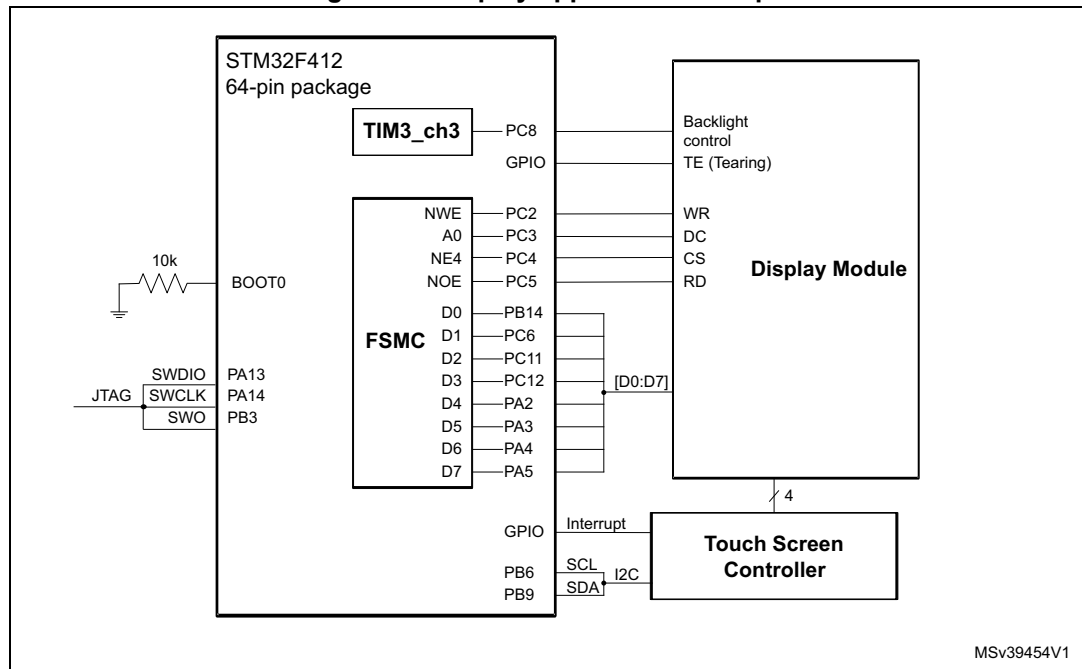 STM32F412
64-pin package
TIM3_ch3
PC8
Backlight
control
GPIO
TE (Tearing)
NWE
PC2
WR
A0
PC3
DC
NE4
PC4
CS
NOE
PC5
RD
Display Module
10k
BOOT0
FSMC
D0
PB14
D1
PC6
D2
PC11
D3
PC12
D4
PA2
D5
PA3
D6
PA4
D7
PA5
[D0:D7]
JTAG
SWDIO
PA13
SWCLK
PA14
SWO
PB3
4
GPIO
Interrupt
PB6
SCL
PB9
SDA
I2C
Touch Screen
Controller
MSv39454V1